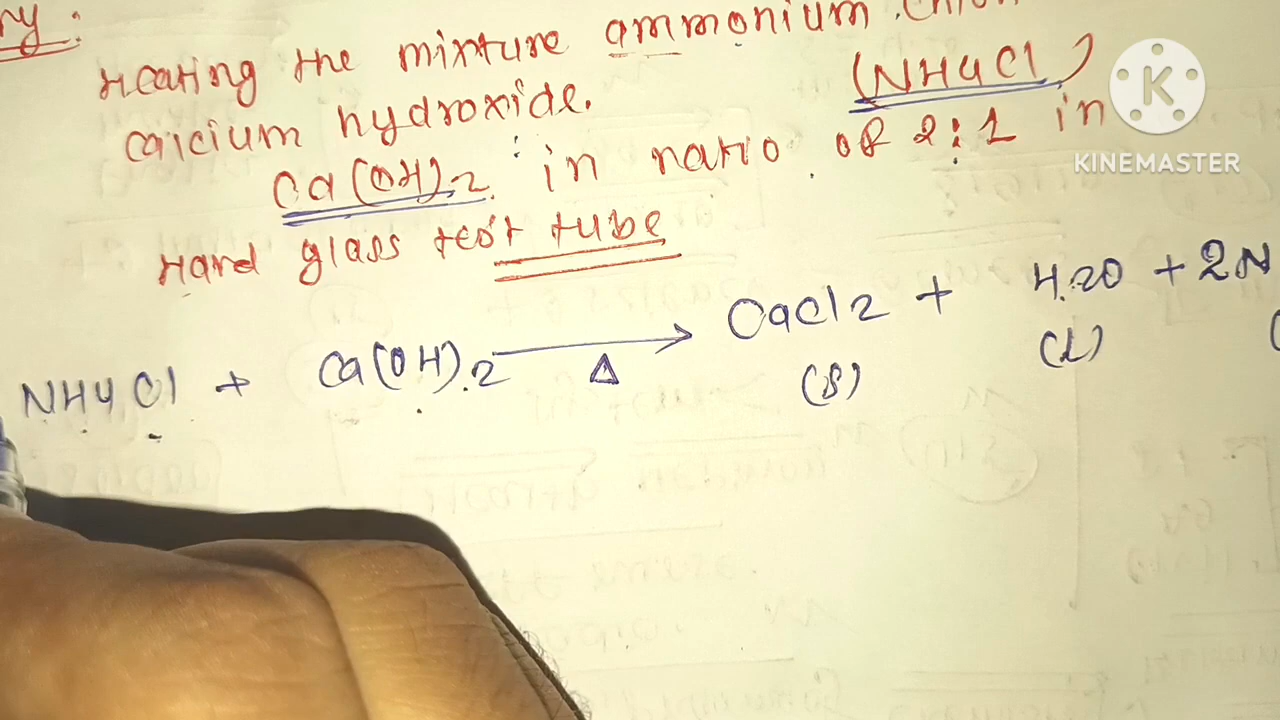 ry:
Heating the mixture ammonium
(NH4Cl)
calcium hydroxide.
Ca(OH)2 in ratio of 2:1 in
Hard glass test tube
NH4Cl + Ca(OH)2 → CaCl2 + H2O + 2N
Δ (S) (L)
K
KINEMASTER